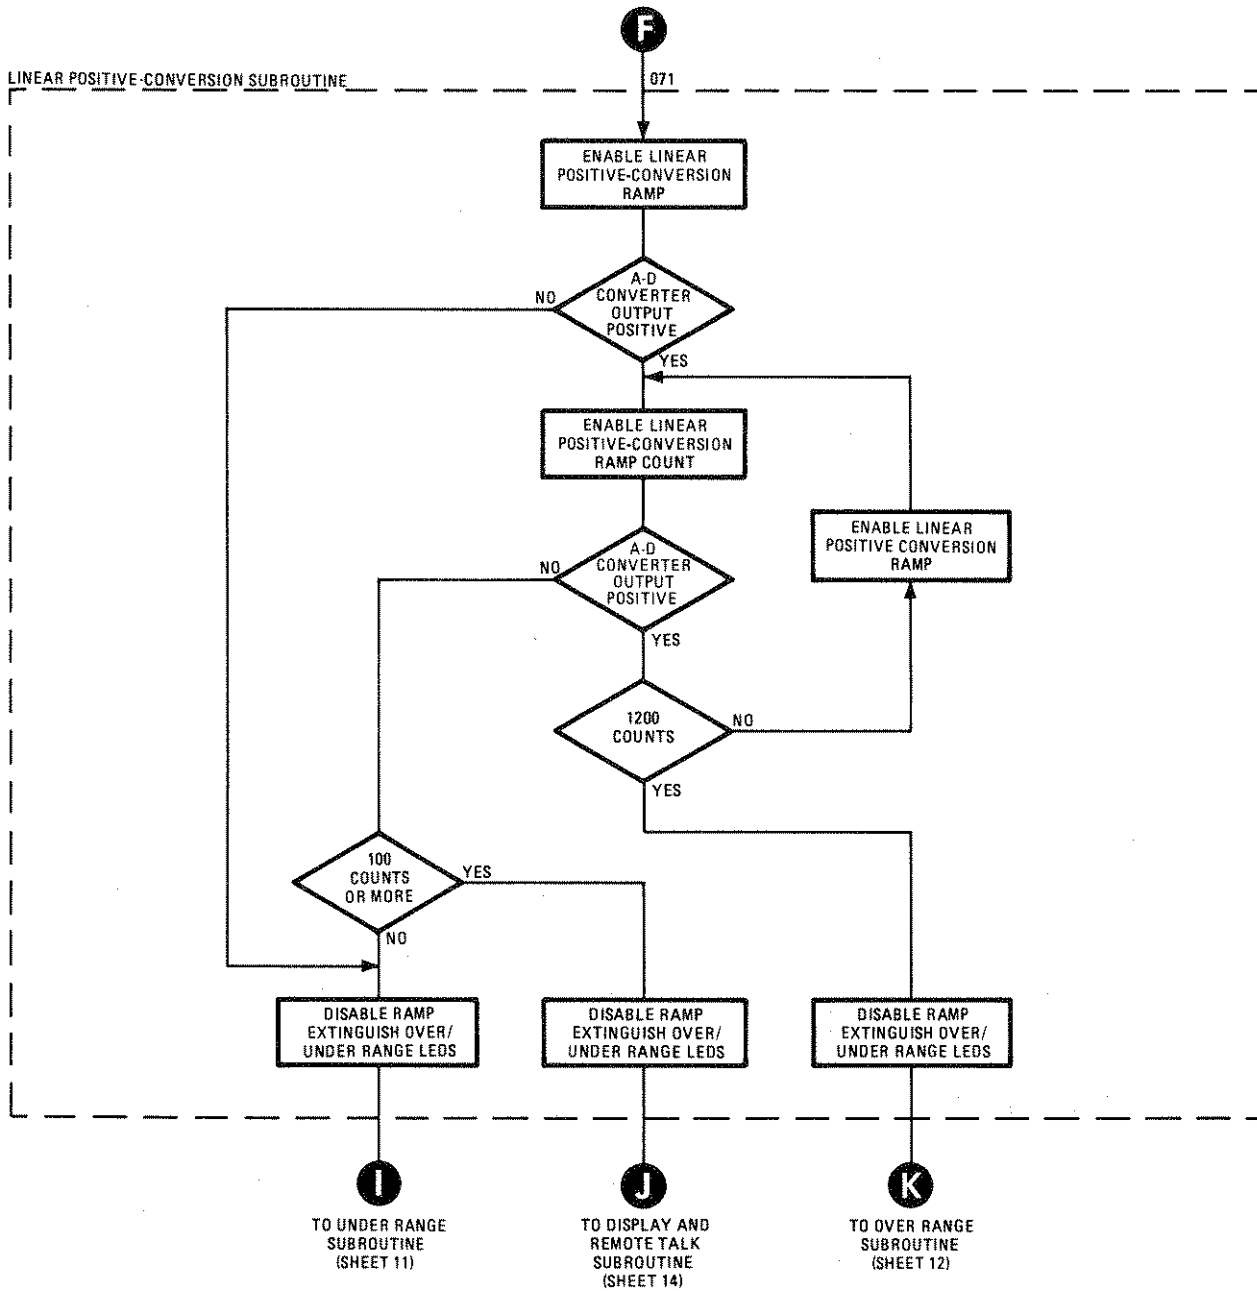 F
071
LINEAR POSITIVE-CONVERSION SUBROUTINE
ENABLE LINEAR
POSITIVE-CONVERSION
RAMP
A-D
CONVERTER
OUTPUT
POSITIVE
NO
YES
ENABLE LINEAR
POSITIVE-CONVERSION
RAMP COUNT
ENABLE LINEAR
POSITIVE CONVERSION
RAMP
A-D
CONVERTER
OUTPUT
POSITIVE
NO
YES
1200
COUNTS
NO
YES
100
COUNTS
OR MORE
YES
NO
DISABLE RAMP
EXTINGUISH OVER/
UNDER RANGE LEDS
DISABLE RAMP
EXTINGUISH OVER/
UNDER RANGE LEDS
DISABLE RAMP
EXTINGUISH OVER/
UNDER RANGE LEDS
I
TO UNDER RANGE
SUBROUTINE
(SHEET 11)
J
TO DISPLAY AND
REMOTE TALK
SUBROUTINE
(SHEET 14)
K
TO OVER RANGE
SUBROUTINE
(SHEET 12)